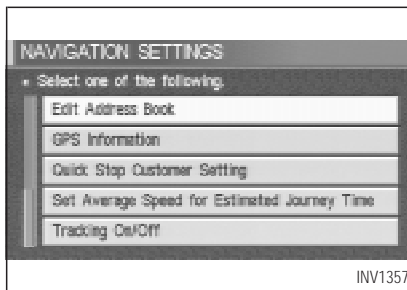 NAVIGATION SETTINGS
Select one of the following.
Edit Address Book
GPS Information
Quick Stop Customer Setting
Set Average Speed for Estimated Journey Time
Tracking On/Off
INV1357